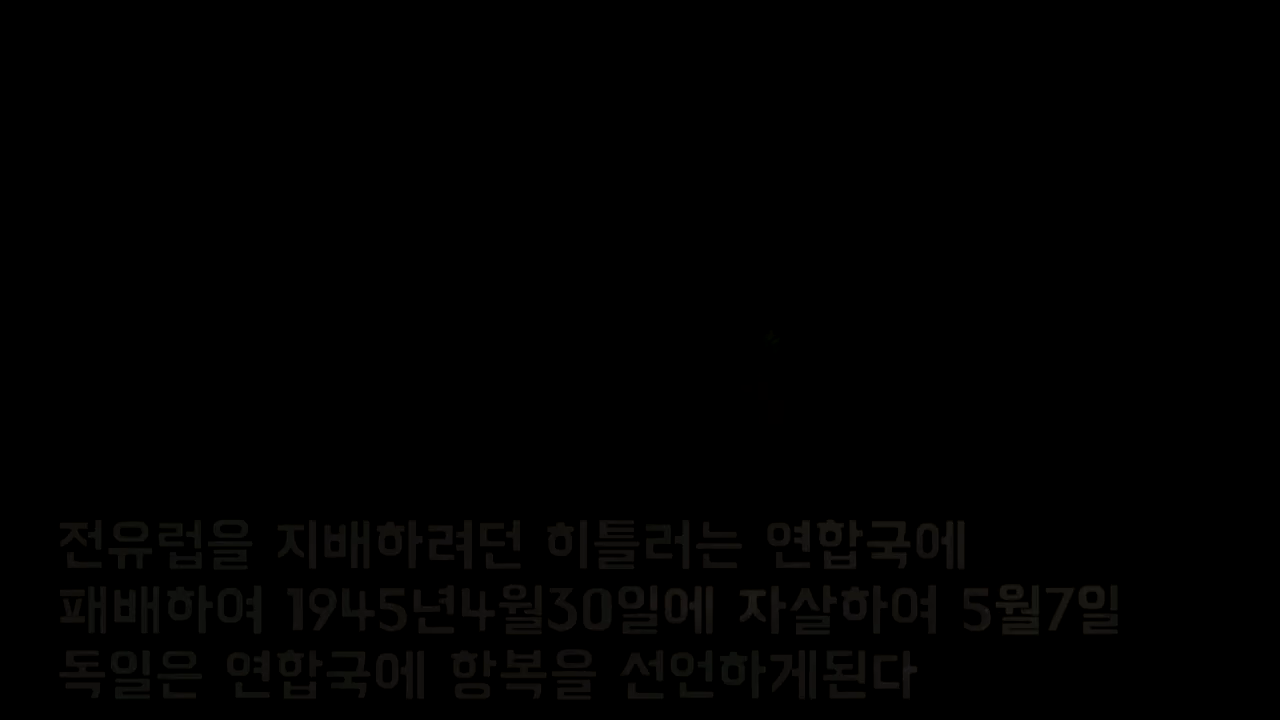 전유럽을 지배하려던 히틀러는 연합국에
패배하여 1945년4월30일에 자살하여 5월7일
독일은 연합국에 항복을 선언하게된다